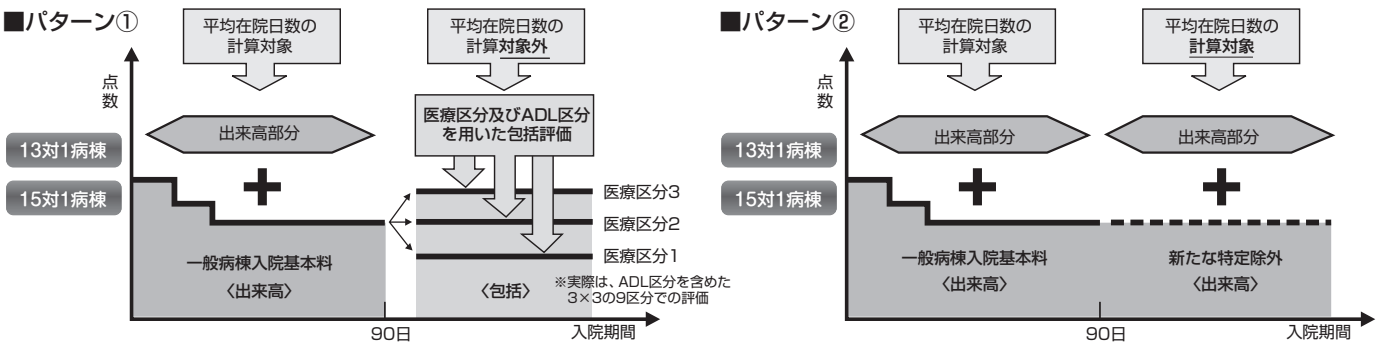 ■パターン①
平均在院日数の
計算対象
平均在院日数の
計算対象外
点
数
出来高部分
医療区分及びADL区分
を用いた包括評価
13対1病棟
15対1病棟
医療区分3
医療区分2
医療区分1
一般病棟入院基本料
〈出来高〉
〈包括〉
※実際は、ADL区分を含めた
3×3の9区分での評価
90日
入院期間
■パターン②
平均在院日数の
計算対象
平均在院日数の
計算対象
点
数
出来高部分
出来高部分
13対1病棟
15対1病棟
一般病棟入院基本料
〈出来高〉
新たな特定除外
〈出来高〉
90日
入院期間